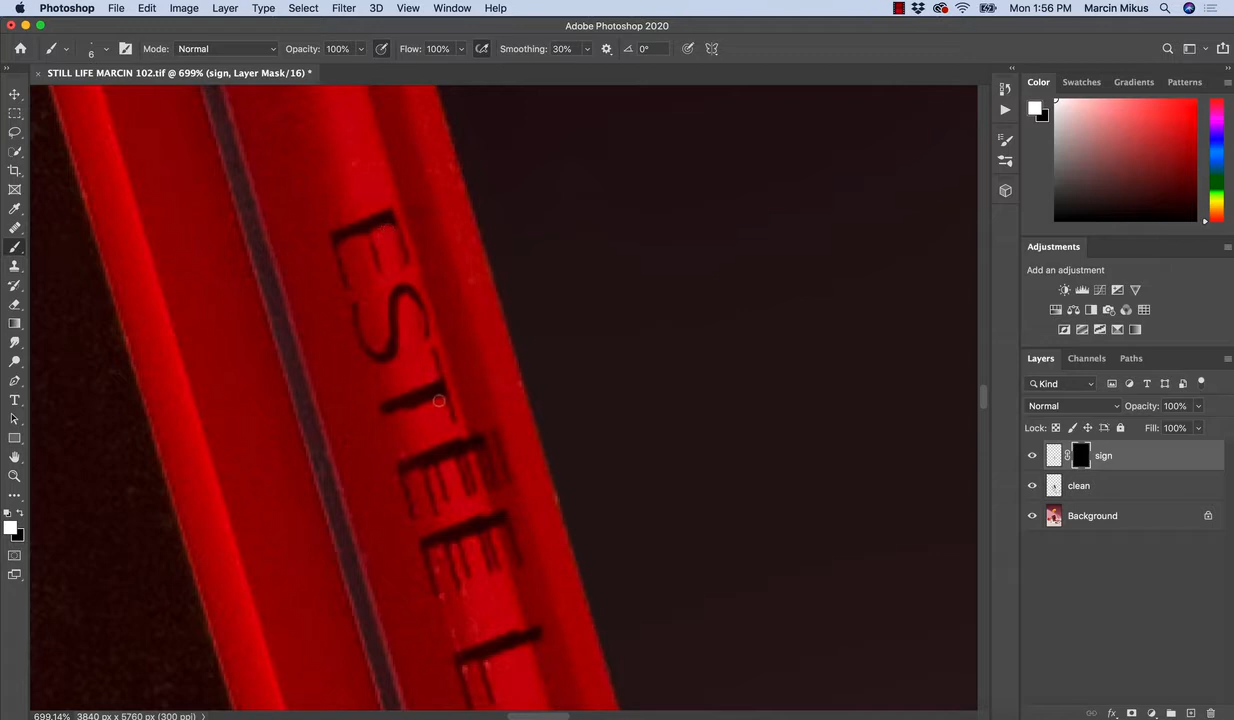 Photoshop File Edit Image Layer Type Select Filter 3D View Window Help Mon 1:56 PM Marcin Mikus
Adobe Photoshop 2020
6 Mode: Normal Opacity: 100% Flow: 100% Smoothing: 30% 0°
× STILL LIFE MARCIN 102.tif @ 699% (sign, Layer Mask/16) *
Color Swatches Gradients Patterns
Adjustments
Add an adjustment
Layers Channels Paths
Kind
Normal Opacity: 100%
Lock: Fill: 100%
sign
clean
Background
ESTEE
699.14% 3840 px x 5760 px (300 ppi)